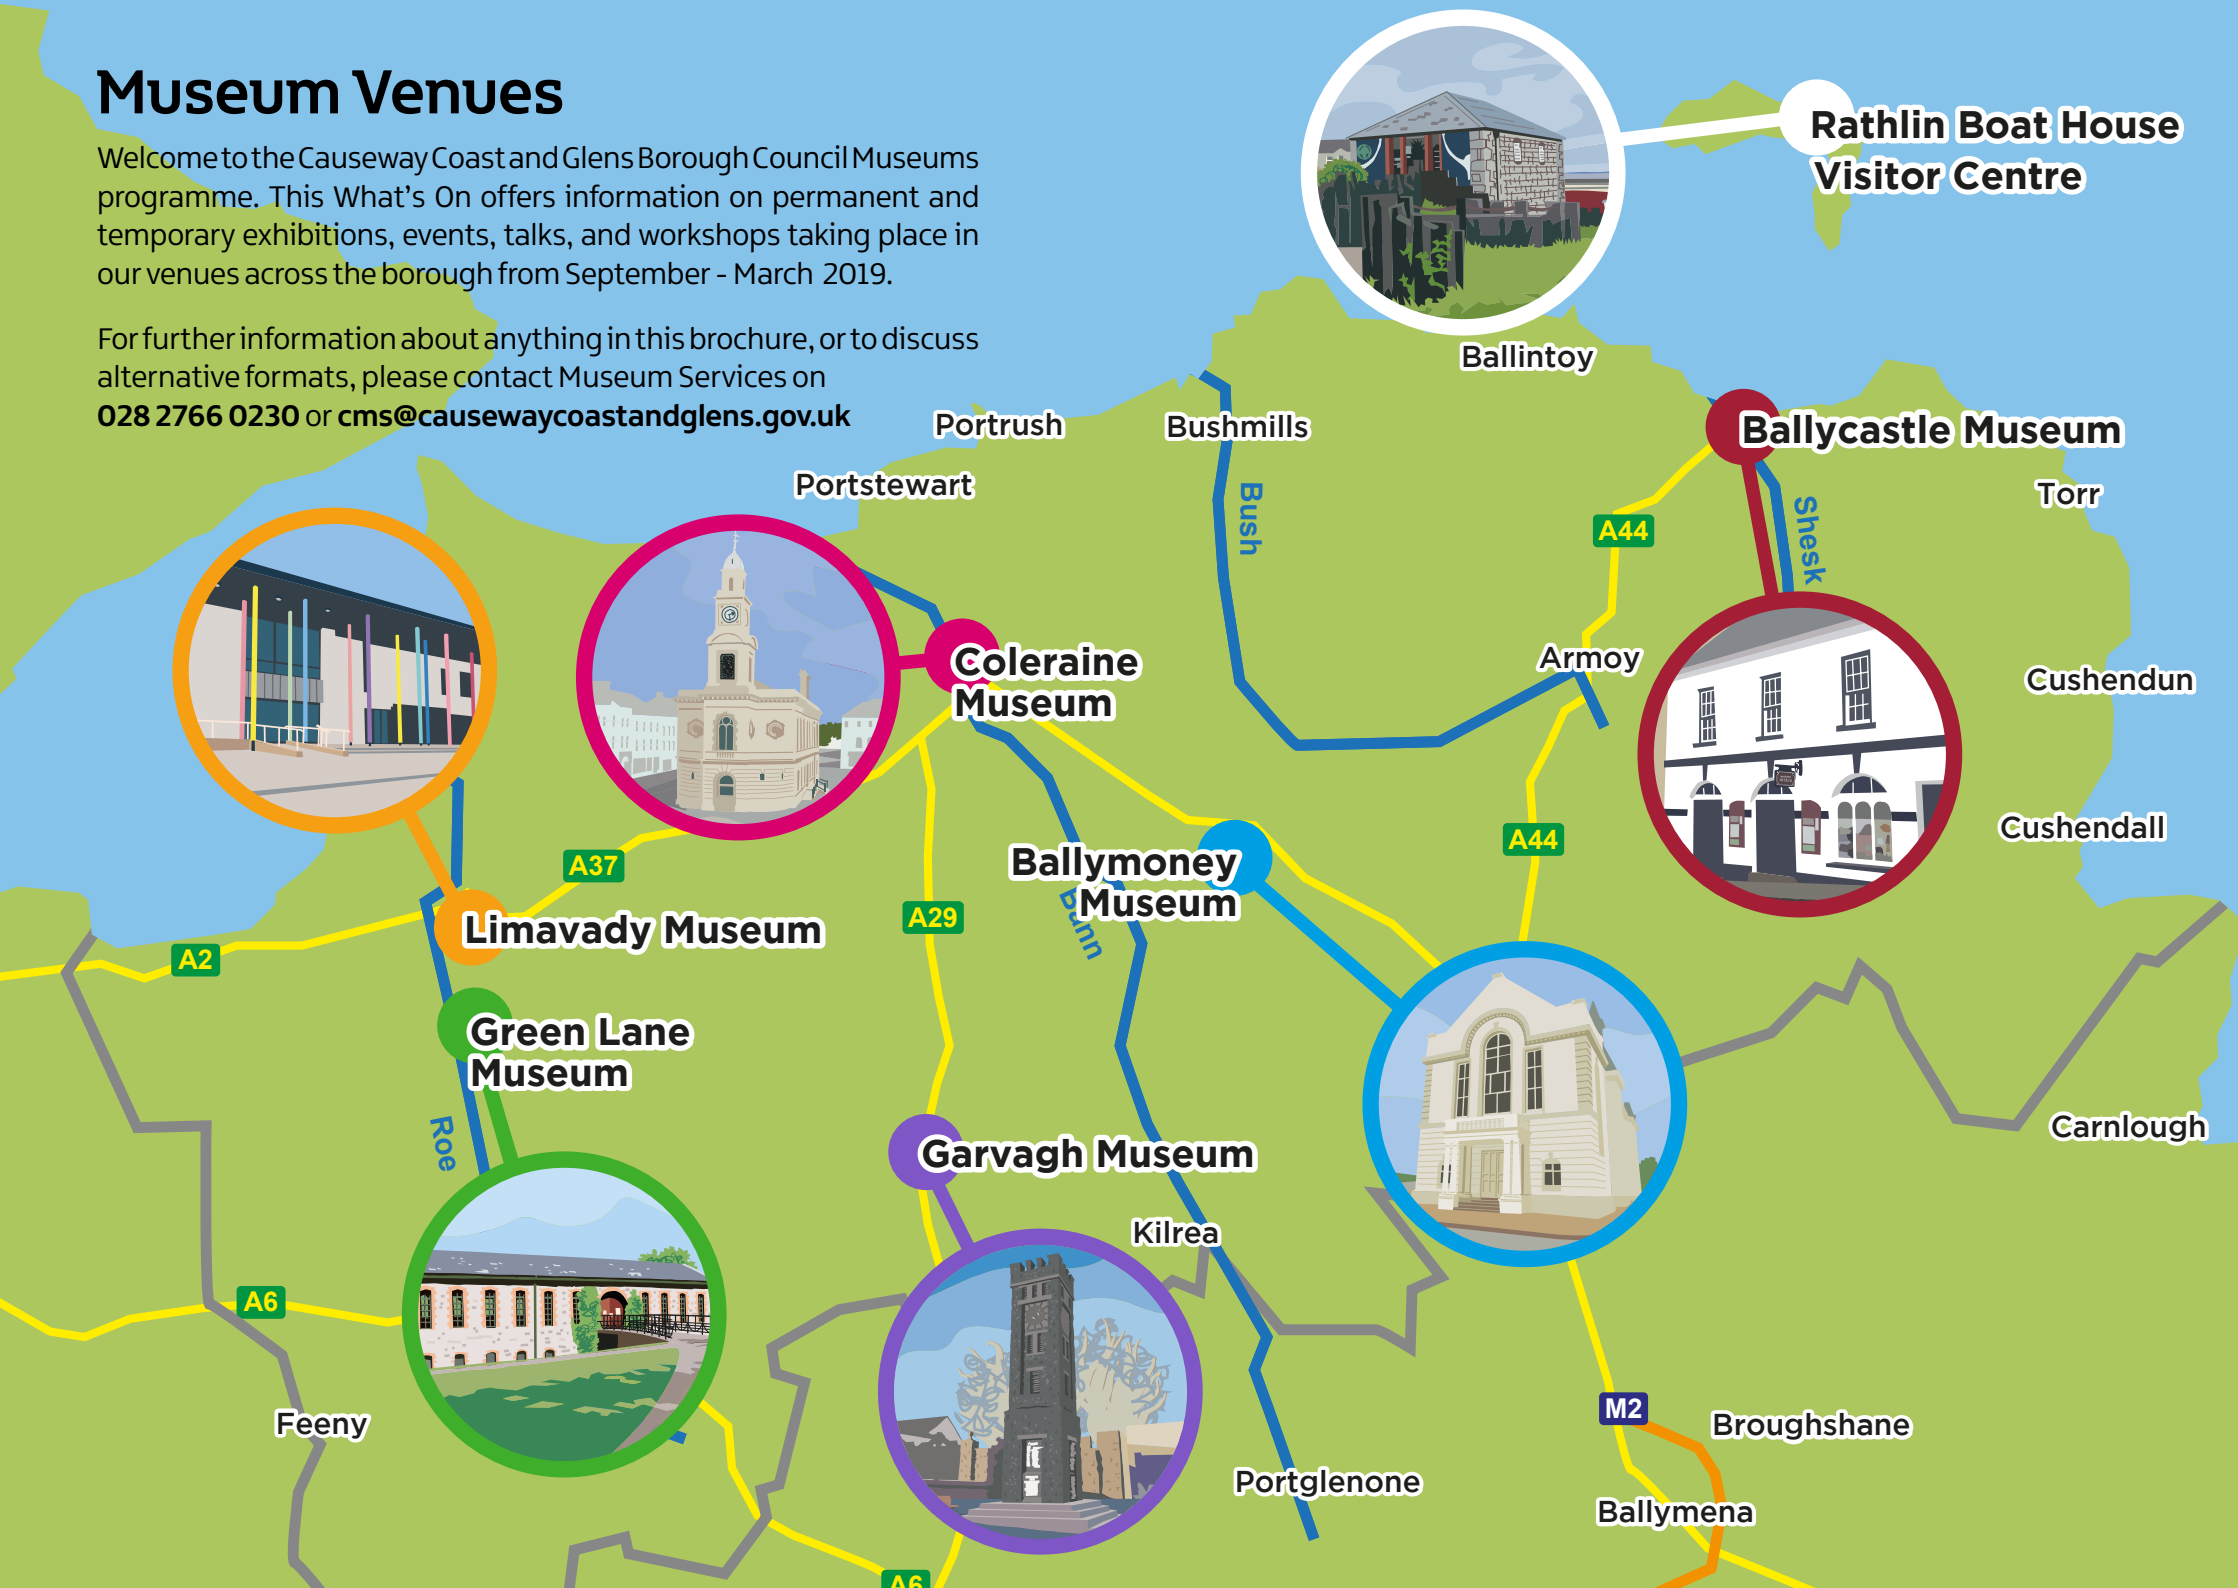 Museum Venues
Welcome to the Causeway Coast and Glens Borough Council Museums
programme. This What's On offers information on permanent and
temporary exhibitions, events, talks, and workshops taking place in
our venues across the borough from September - March 2019.
For further information about anything in this brochure, or to discuss
alternative formats, please contact Museum Services on
028 2766 0230 or cms@causewaycoastandglens.gov.uk
Rathlin Boat House
Visitor Centre
Ballintoy
Portrush
Bushmills
Ballycastle Museum
Portstewart
Torr
Bush
A44
Shesk
Coleraine
Museum
Armoy
Cushendun
Cushendall
A37
A44
Ballymoney
Museum
Bann
A29
Limavady Museum
A2
Green Lane
Museum
Roe
Garvagh Museum
Carnlough
Kilrea
A6
Feeny
M2
Broughshane
Portglenone
Ballymena
A6